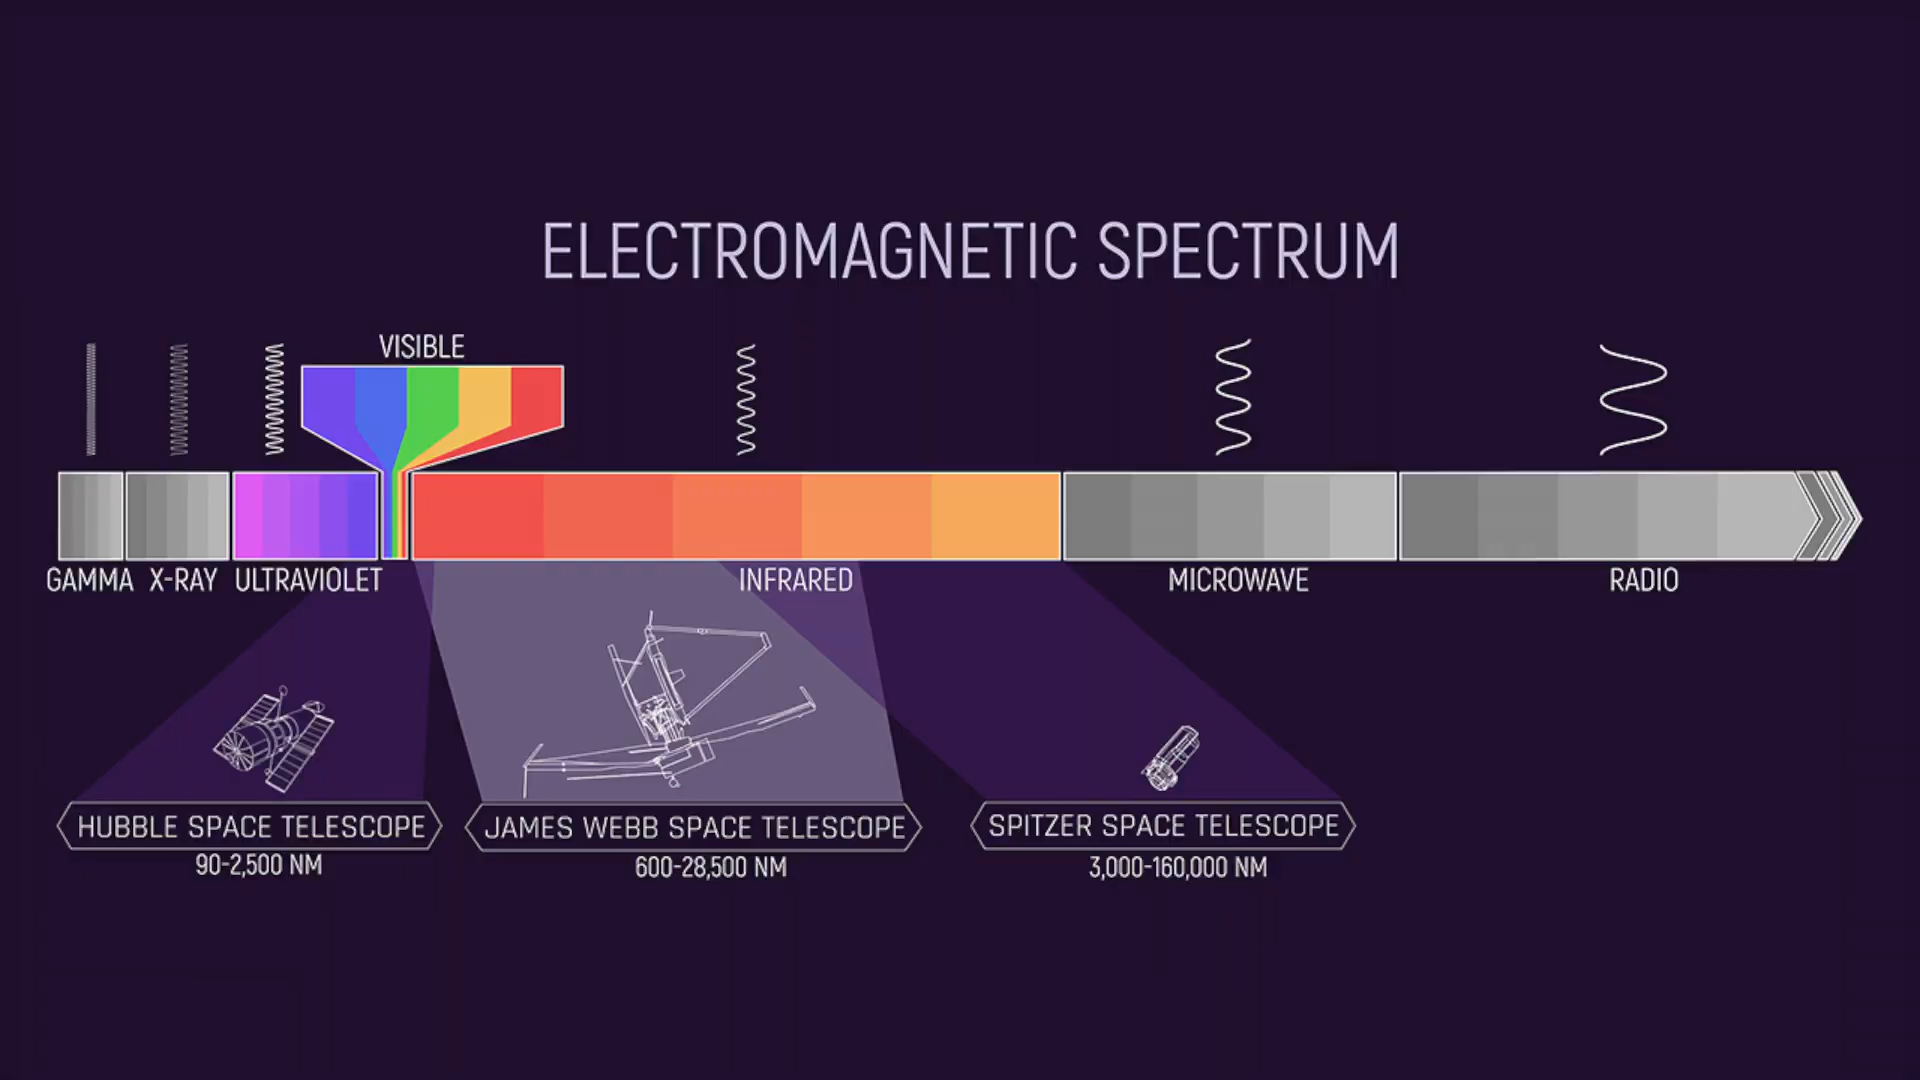 ELECTROMAGNETIC SPECTRUM
VISIBLE
GAMMA X-RAY ULTRAVIOLET INFRARED MICROWAVE RADIO
HUBBLE SPACE TELESCOPE
90-2,500 NM
JAMES WEBB SPACE TELESCOPE
600-28,500 NM
SPITZER SPACE TELESCOPE
3,000-160,000 NM